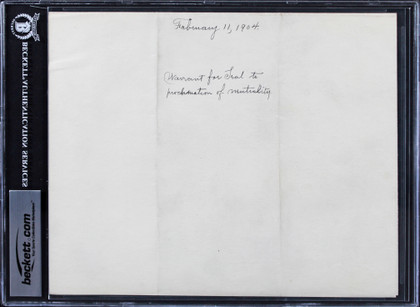 February 11, 1904
Warrant for Seal to
proclamation of neutrality
BECKETT AUTHENTICATION SERVICES
beckett.com